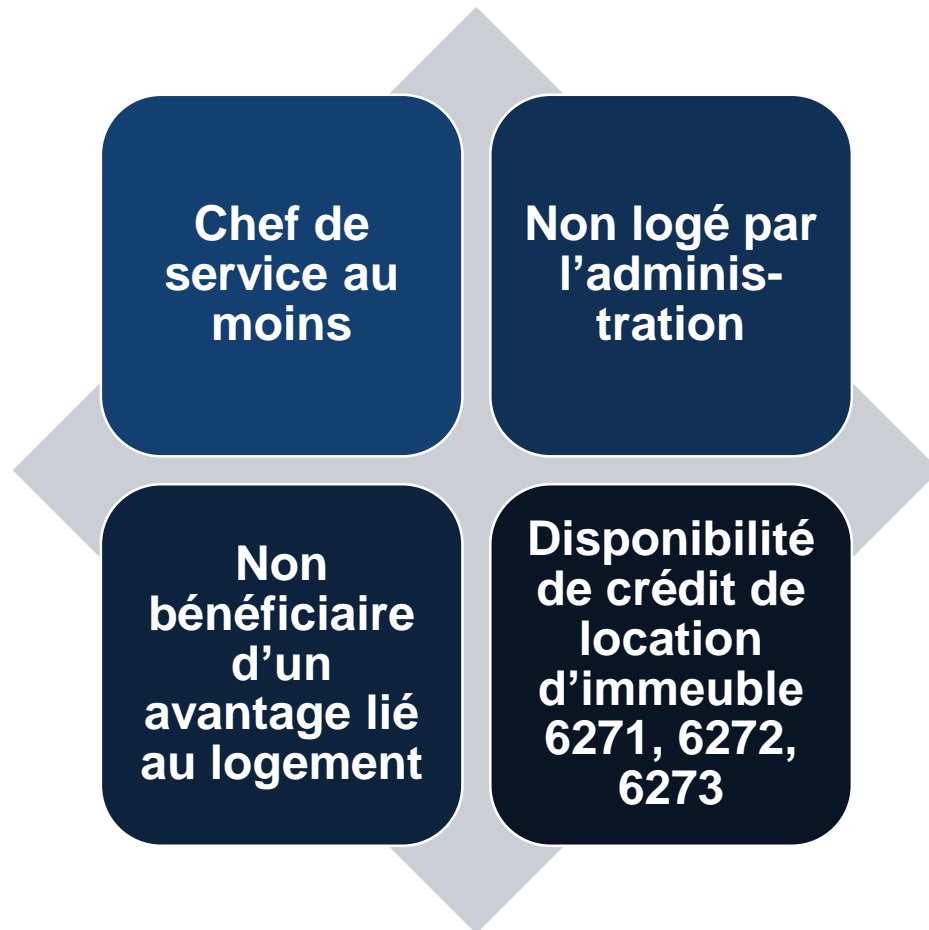 Chef de
service au
moins
Non logé par
l’adminis-
tration
Non
bénéficiaire
d’un
avantage lié
au logement
Disponibilité
de crédit de
location
d’immeuble
6271, 6272,
6273